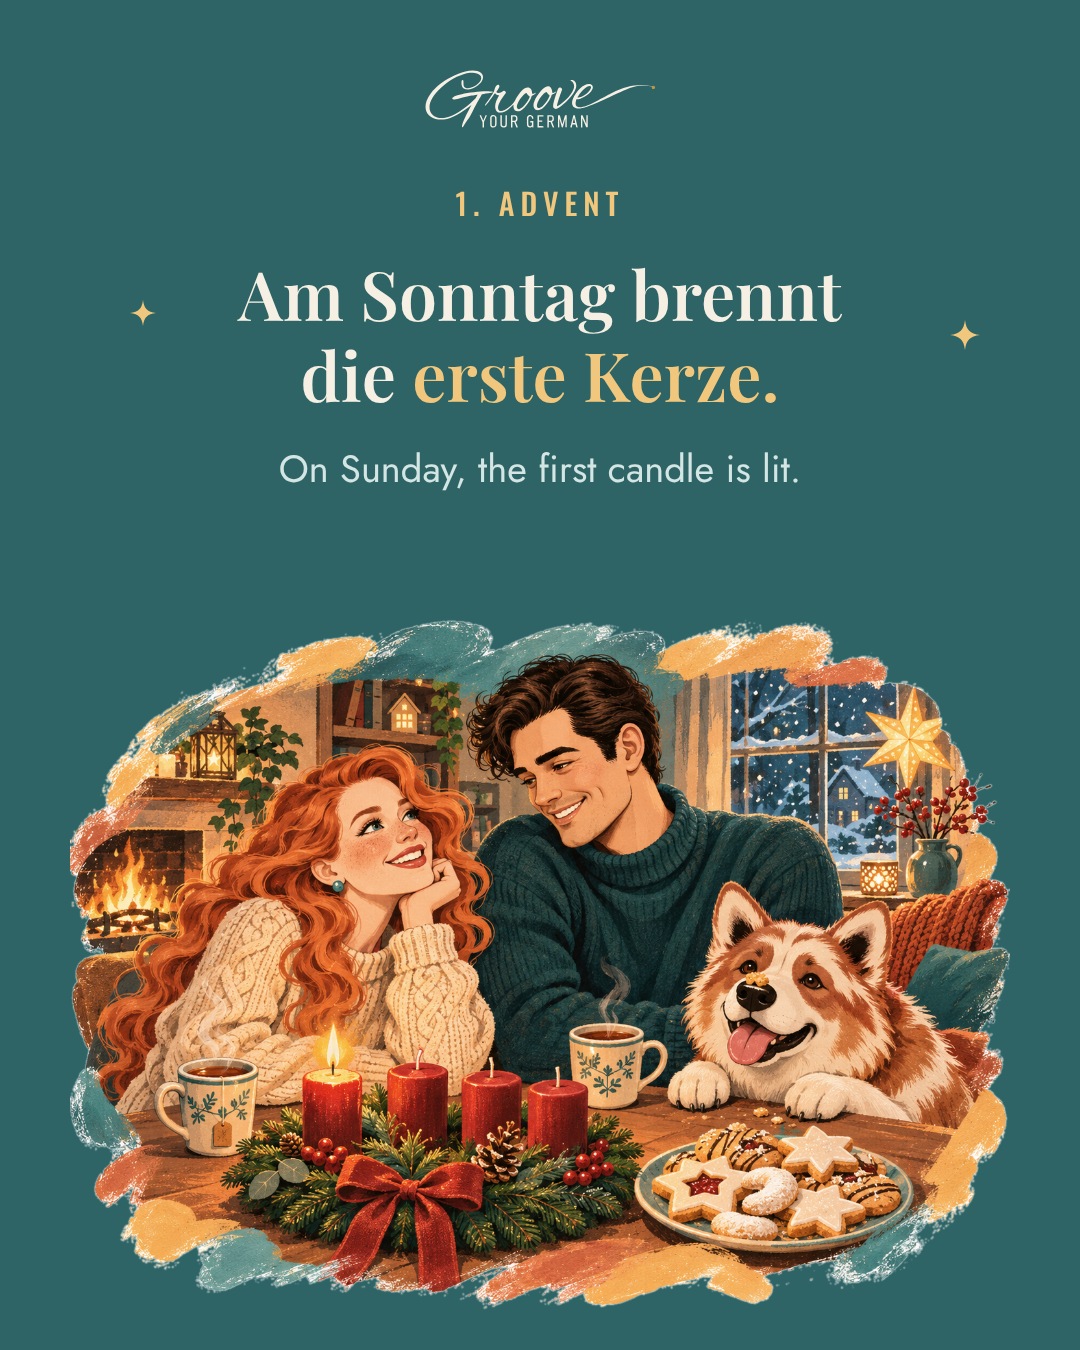 Groove
YOUR GERMAN
1. ADVENT
Am Sonntag brennt
die erste Kerze.
On Sunday, the first candle is lit.